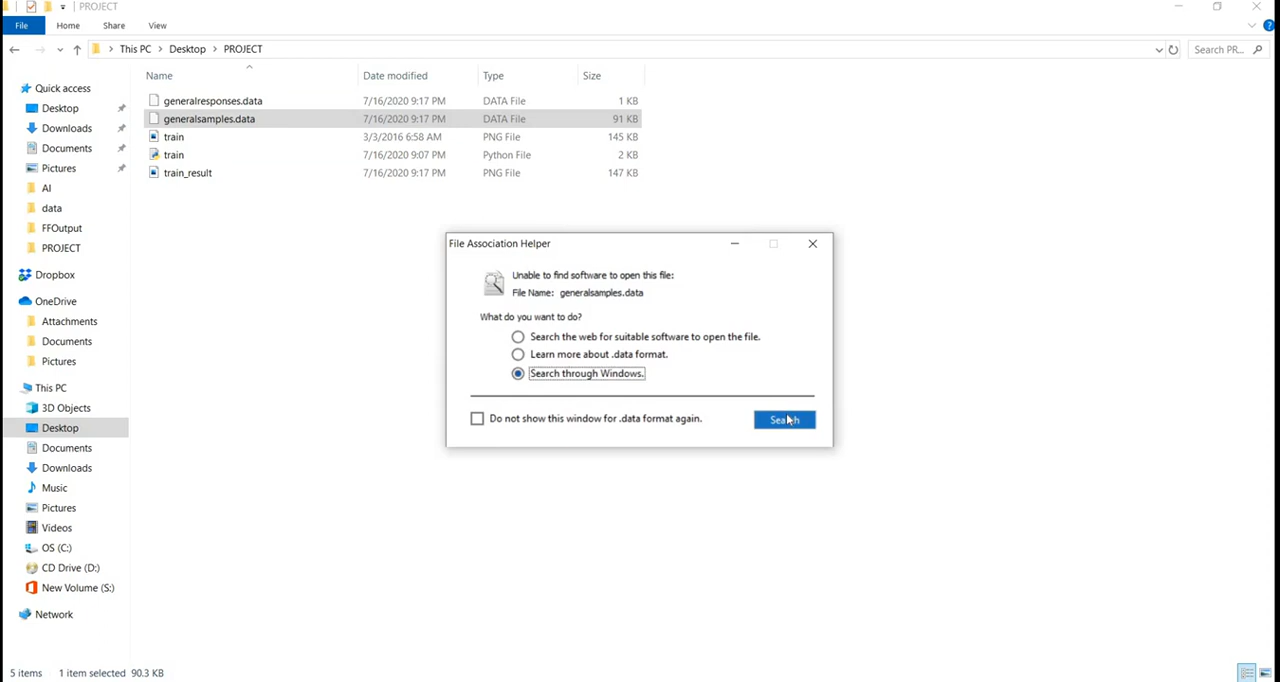 PROJECT
File
Home
Share
View
This PC
Desktop
PROJECT
Search PR...
Name
Date modified
Type
Size
generalresponses.data
7/16/2020 9:17 PM
DATA File
1 KB
generalsamples.data
7/16/2020 9:17 PM
DATA File
91 KB
train
3/3/2016 6:58 AM
PNG File
145 KB
train
7/16/2020 9:07 PM
Python File
2 KB
train_result
7/16/2020 9:17 PM
PNG File
147 KB
Quick access
Desktop
Downloads
Documents
Pictures
AI
data
FFOutput
PROJECT
Dropbox
OneDrive
Attachments
Documents
Pictures
This PC
3D Objects
Desktop
Documents
Downloads
Music
Pictures
Videos
OS (C:)
CD Drive (D:)
New Volume (S:)
Network
File Association Helper
Unable to find software to open this file:
File Name: generalsamples.data
What do you want to do?
Search the web for suitable software to open the file.
Learn more about .data format.
Search through Windows.
Do not show this window for .data format again.
Search
5 items
1 item selected 90.3 KB